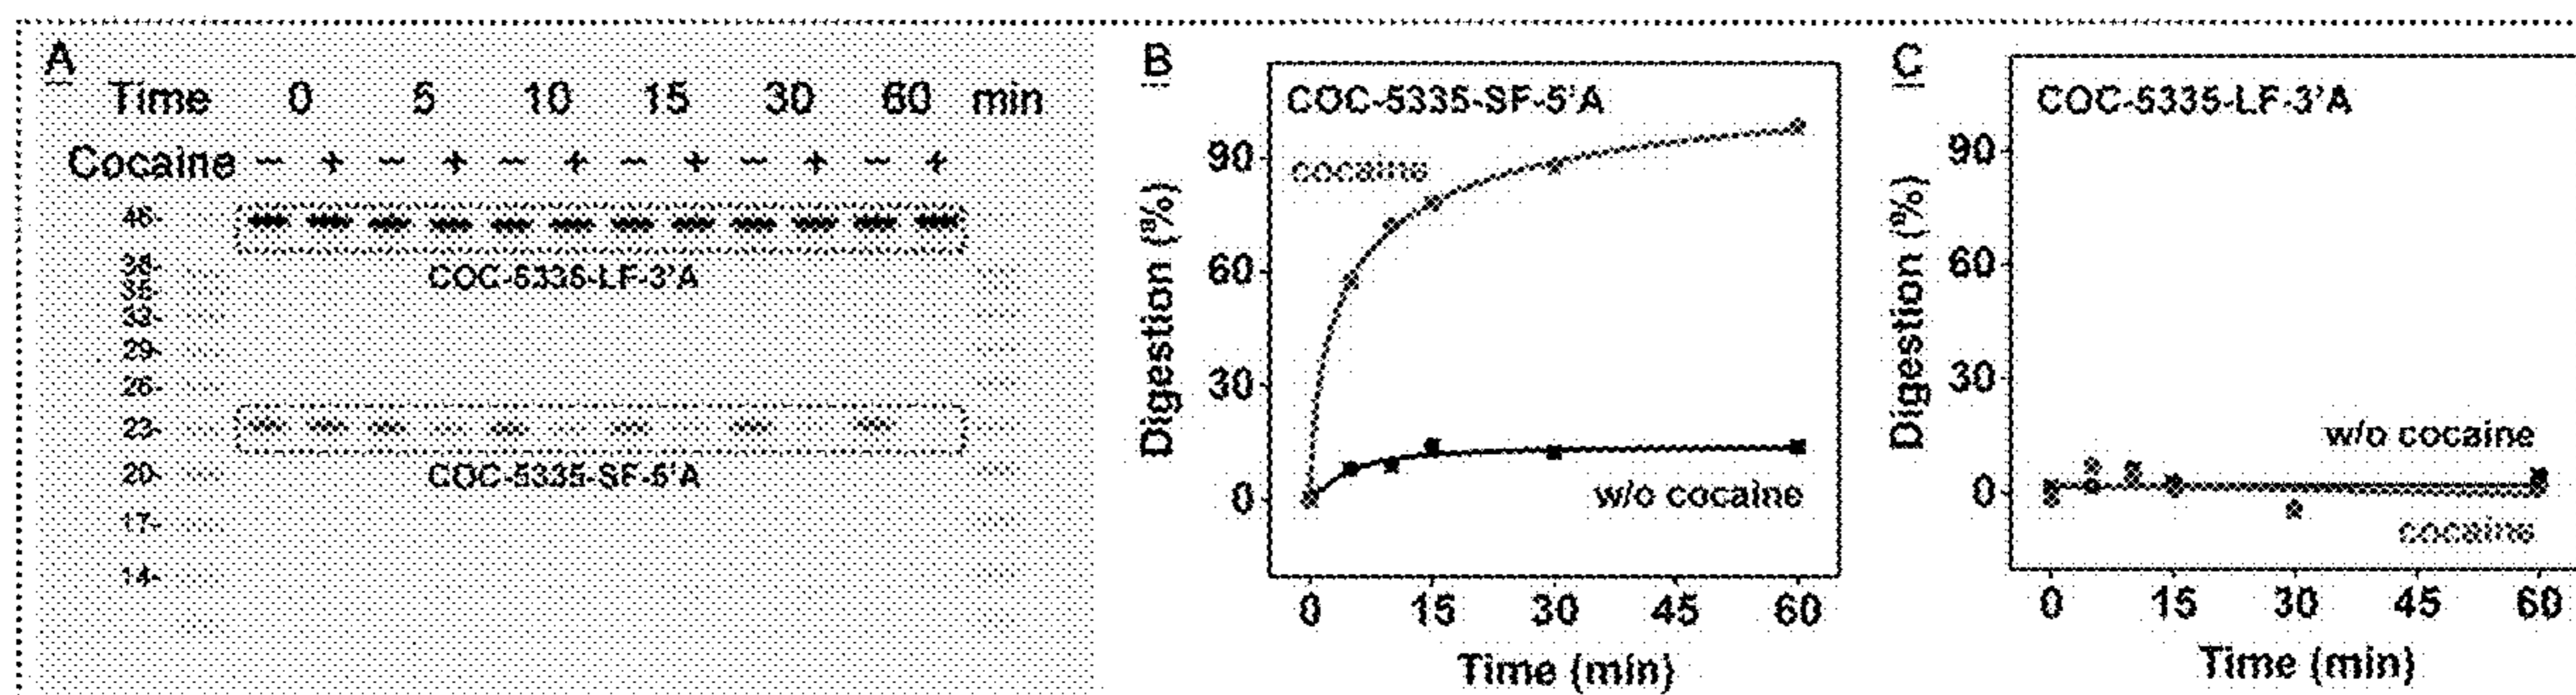 A
Time 0 5 10 15 30 60 min
Cocaine − + − + − + − + − + − +
46-
38-
35-
32-
29-
26-
23-
20-
17-
14-
COC-5335-LF-3'A
COC-5335-SF-5'A
B
COC-5335-SF-5'A
cocaine
w/o cocaine
Digestion (%)
90
60
30
0
0 15 30 45 60
Time (min)
C
COC-5335-LF-3'A
w/o cocaine
cocaine
Digestion (%)
90
60
30
0
0 15 30 45 60
Time (min)